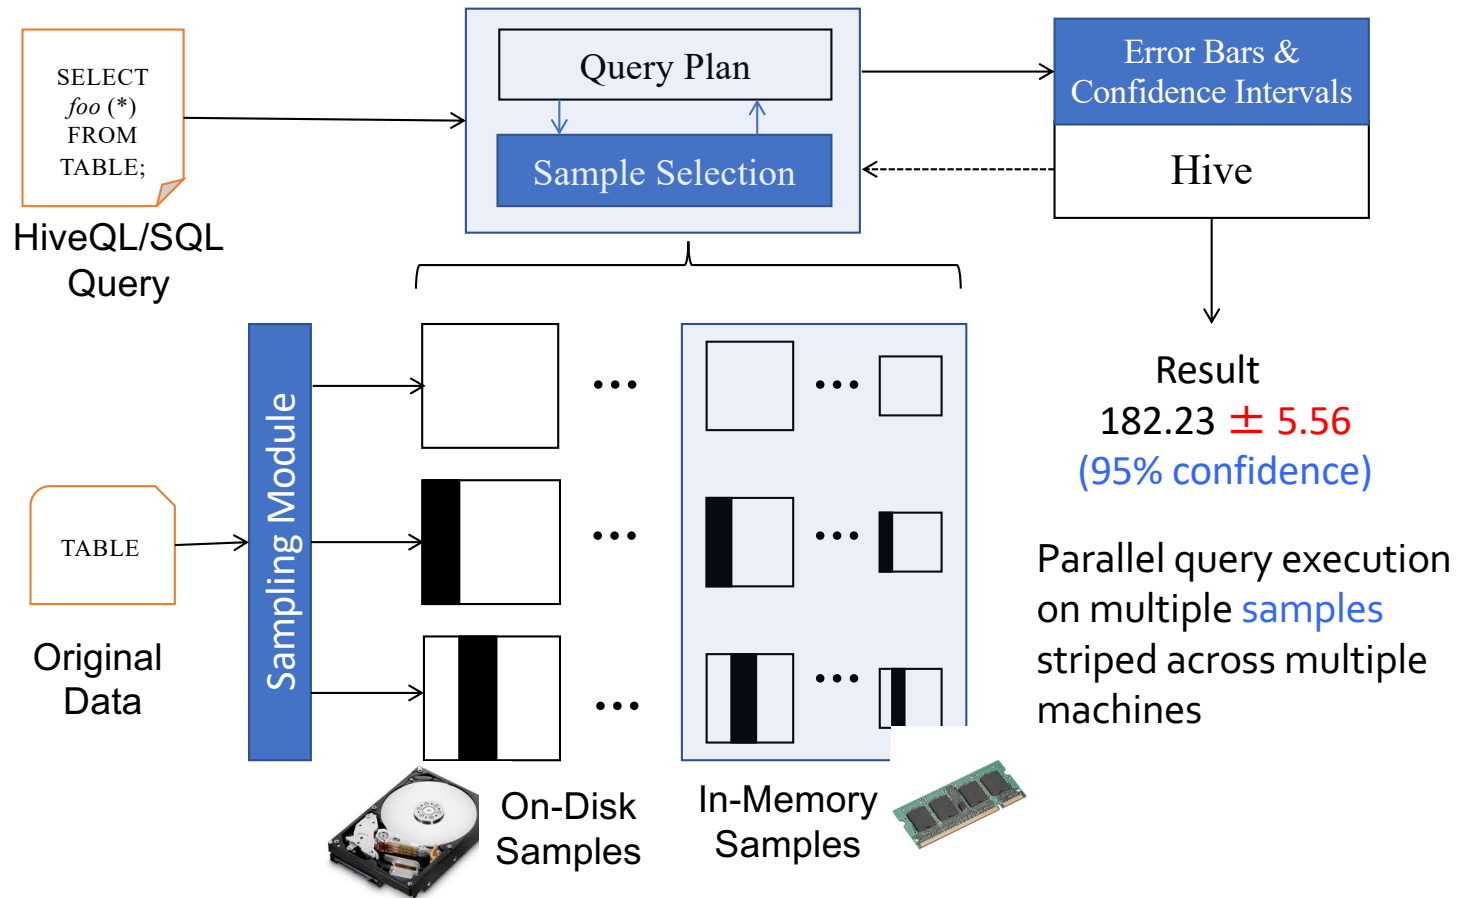 SELECT
foo (*)
FROM
TABLE;
HiveQL/SQL
Query
Query Plan
Sample Selection
Error Bars &
Confidence Intervals
Hive
Result
182.23 ± 5.56
(95% confidence)
Parallel query execution
on multiple samples
striped across multiple
machines
TABLE
Original
Data
Sampling Module
...
...
...
...
...
...
On-Disk
Samples
In-Memory
Samples